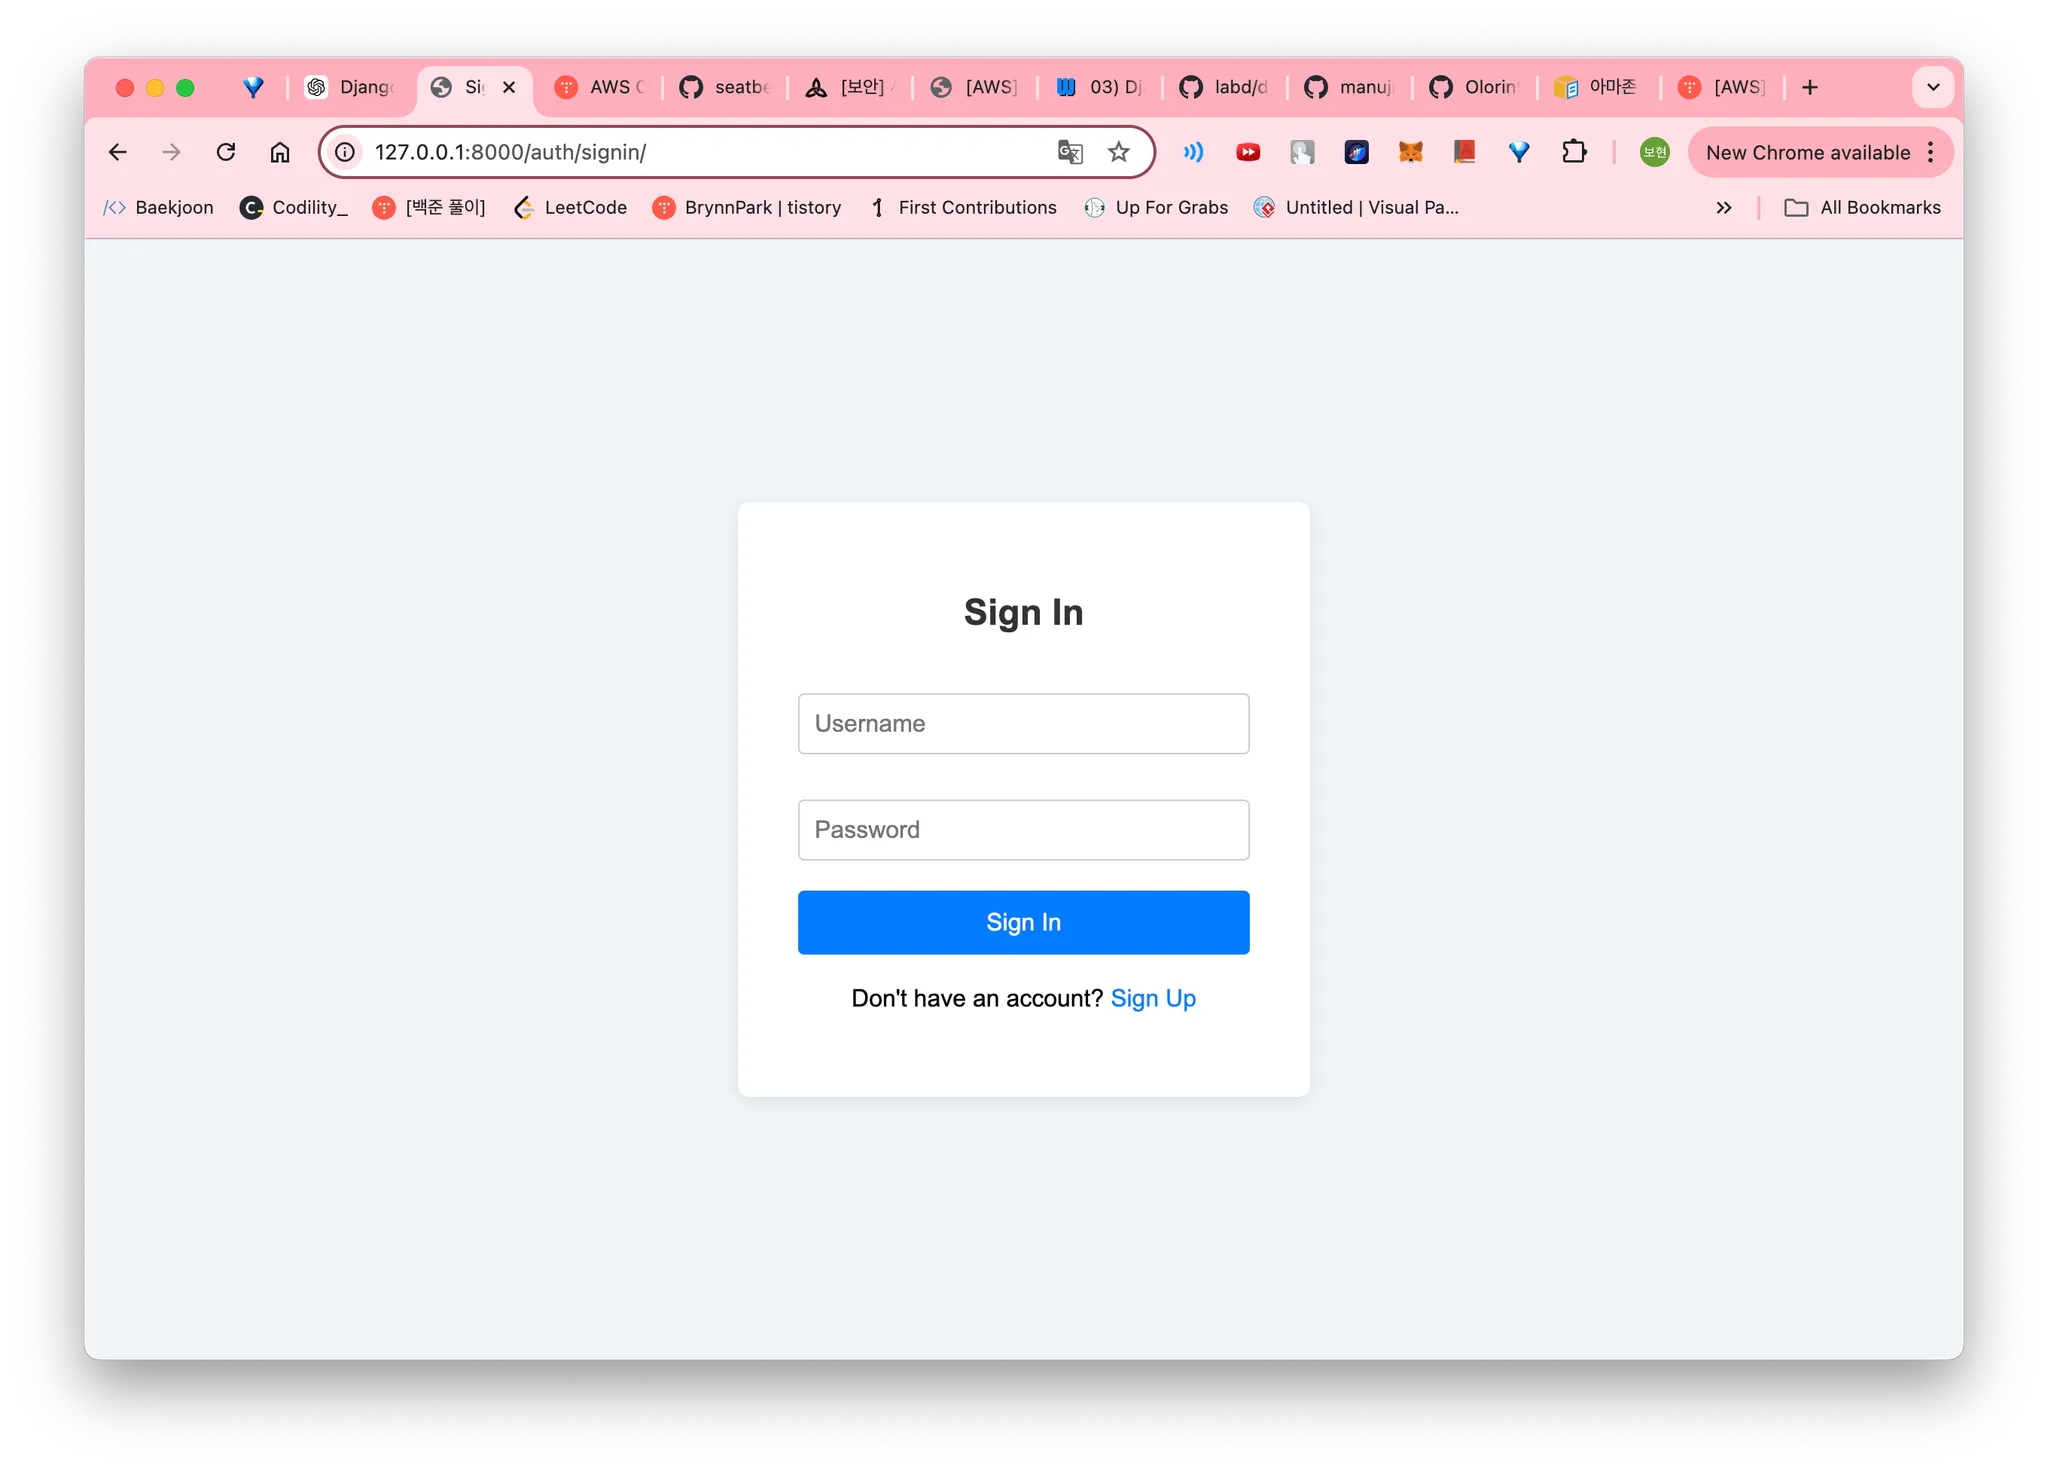 Djang Si AWS seatbe [보안] [AWS] 03) Dj labd/d manuj Olorin 아마존 [AWS]
127.0.0.1:8000/auth/signin/ 보현 New Chrome available
Baekjoon Codility_ [백준 풀이] LeetCode BrynnPark | tistory First Contributions Up For Grabs Untitled | Visual Pa... All Bookmarks
Sign In
Username
Password
Sign In
Don't have an account? Sign Up